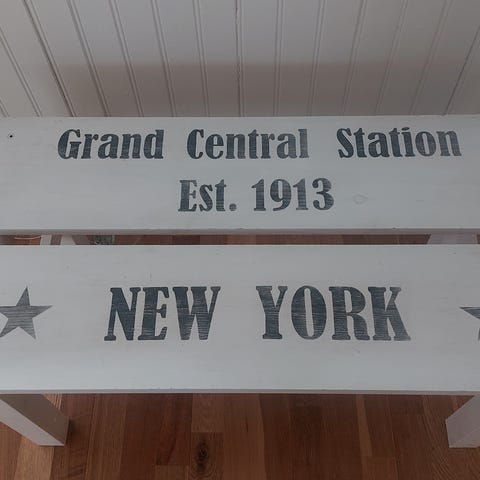 Grand Central Station
Est. 1913
NEW YORK